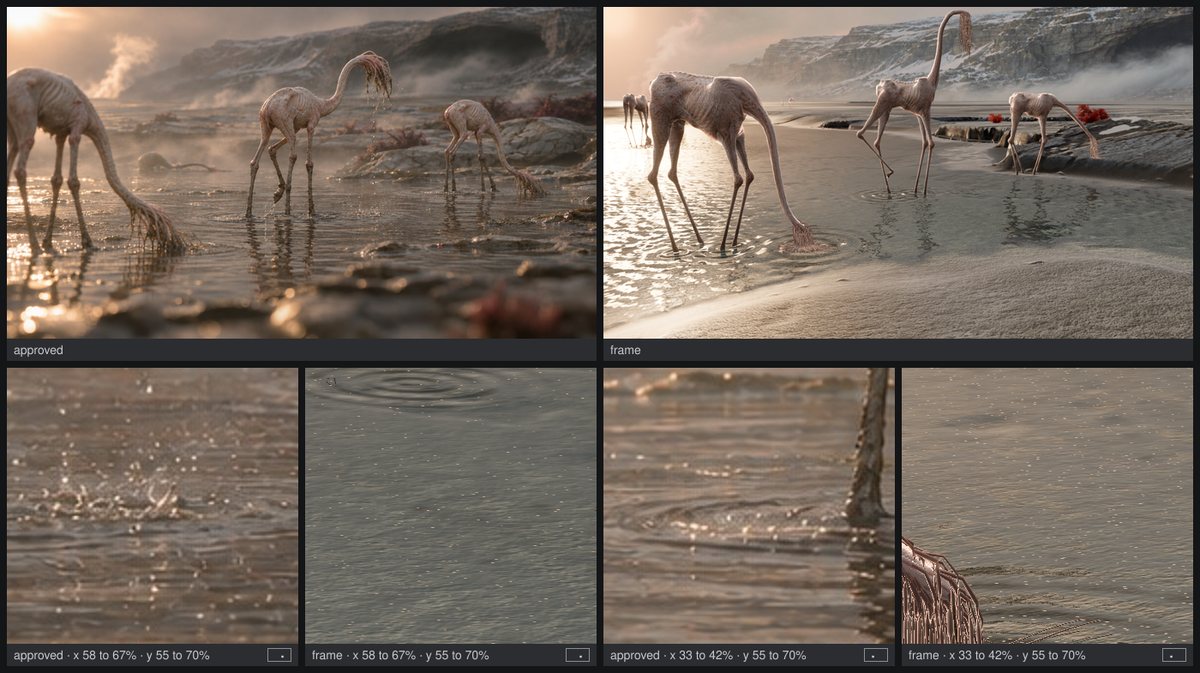 approved
frame
approved · x 58 to 67% · y 55 to 70%
frame · x 58 to 67% · y 55 to 70%
approved · x 33 to 42% · y 55 to 70%
frame · x 33 to 42% · y 55 to 70%